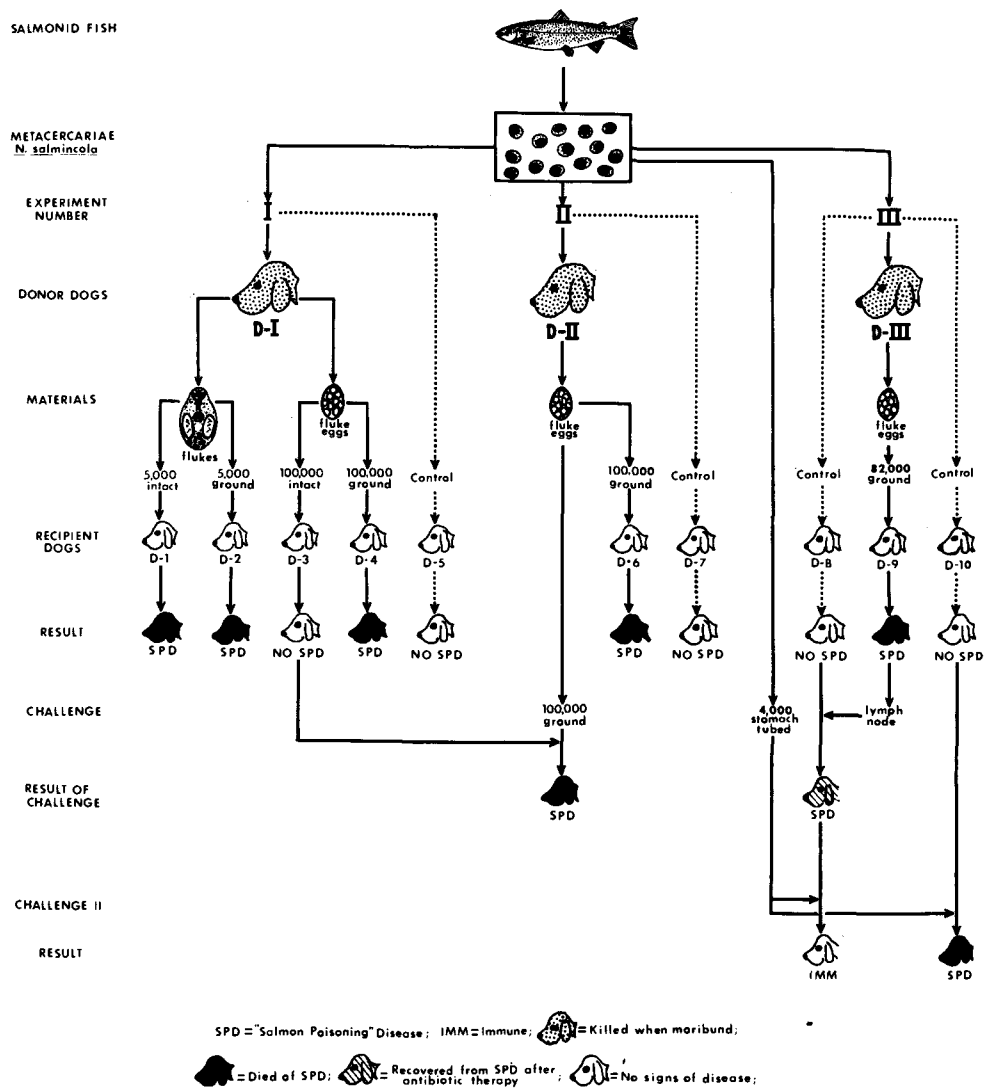 SALMONID FISH
METACERCARIAE
N. salmincola
EXPERIMENT
NUMBER
I
II
III
DONOR DOGS
D-I
D-II
D-III
MATERIALS
flukes
fluke
eggs
fluke
eggs
fluke
eggs
5,000
intact
5,000
ground
100,000
intact
100,000
ground
Control
100,000
ground
Control
Control
82,000
ground
Control
RECIPIENT
DOGS
D-1
D-2
D-3
D-4
D-5
D-6
D-7
D-8
D-9
D-10
RESULT
SPD
SPD
NO SPD
SPD
NO SPD
SPD
NO SPD
NO SPD
SPD
NO SPD
CHALLENGE
100,000
ground
4,000
stomach
tubed
lymph
node
RESULT OF
CHALLENGE
SPD
SPD
CHALLENGE II
RESULT
IMM
SPD
SPD = "Salmon Poisoning" Disease; IMM = Immune; = Killed when moribund;
= Died of SPD; = Recovered from SPD after
antibiotic therapy = No signs of disease;